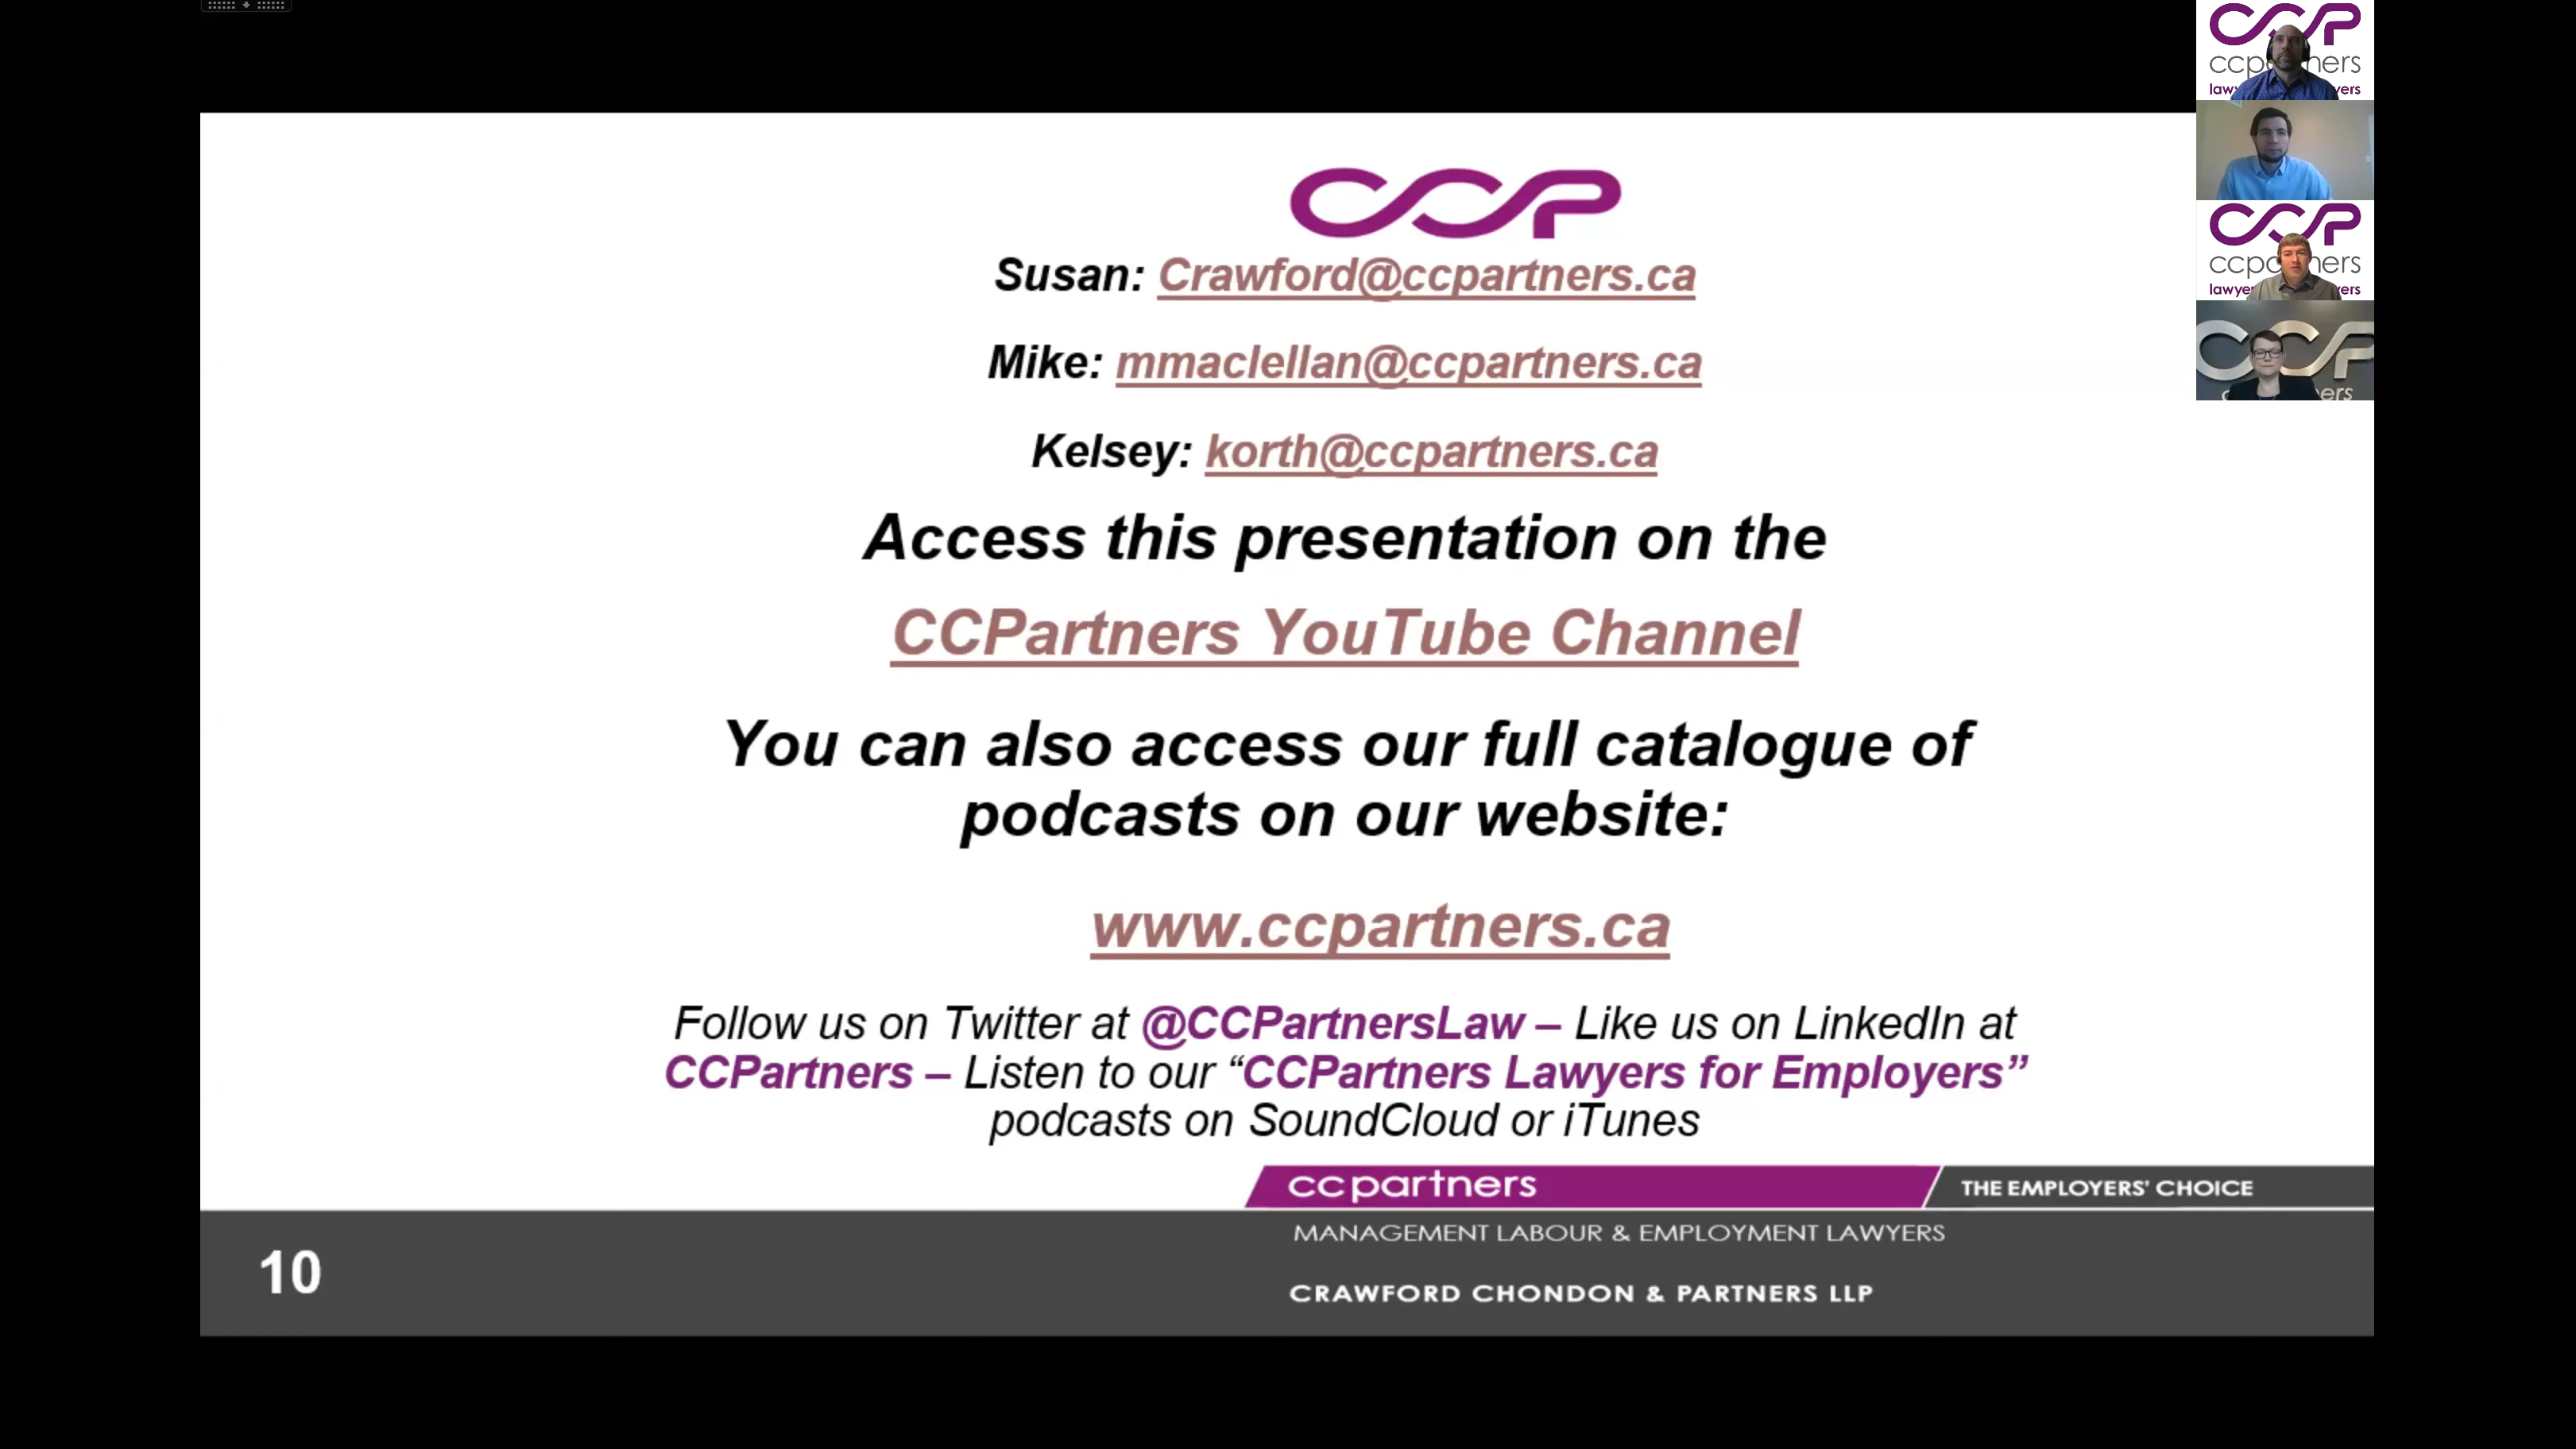 CCP
Susan: Crawford@ccpartners.ca
Mike: mmaclellan@ccpartners.ca
Kelsey: korth@ccpartners.ca
Access this presentation on the
CCPartners YouTube Channel
You can also access our full catalogue of
podcasts on our website:
www.ccpartners.ca
Follow us on Twitter at @CCPartnersLaw – Like us on LinkedIn at
CCPartners – Listen to our “CCPartners Lawyers for Employers”
podcasts on SoundCloud or iTunes
ccpartners
THE EMPLOYERS' CHOICE
MANAGEMENT LABOUR & EMPLOYMENT LAWYERS
CRAWFORD CHONDON & PARTNERS LLP
10
CCP
CCP
CCP